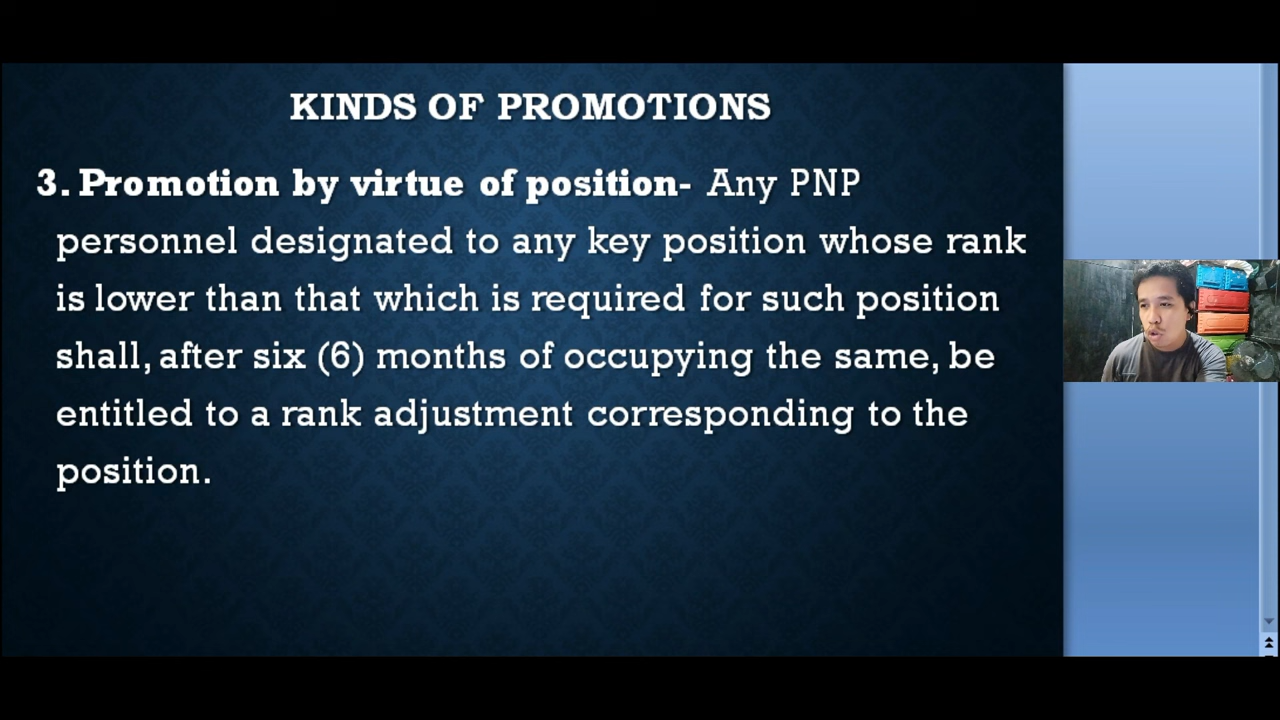 KINDS OF PROMOTIONS
3. Promotion by virtue of position- Any PNP
personnel designated to any key position whose rank
is lower than that which is required for such position
shall, after six (6) months of occupying the same, be
entitled to a rank adjustment corresponding to the
position.